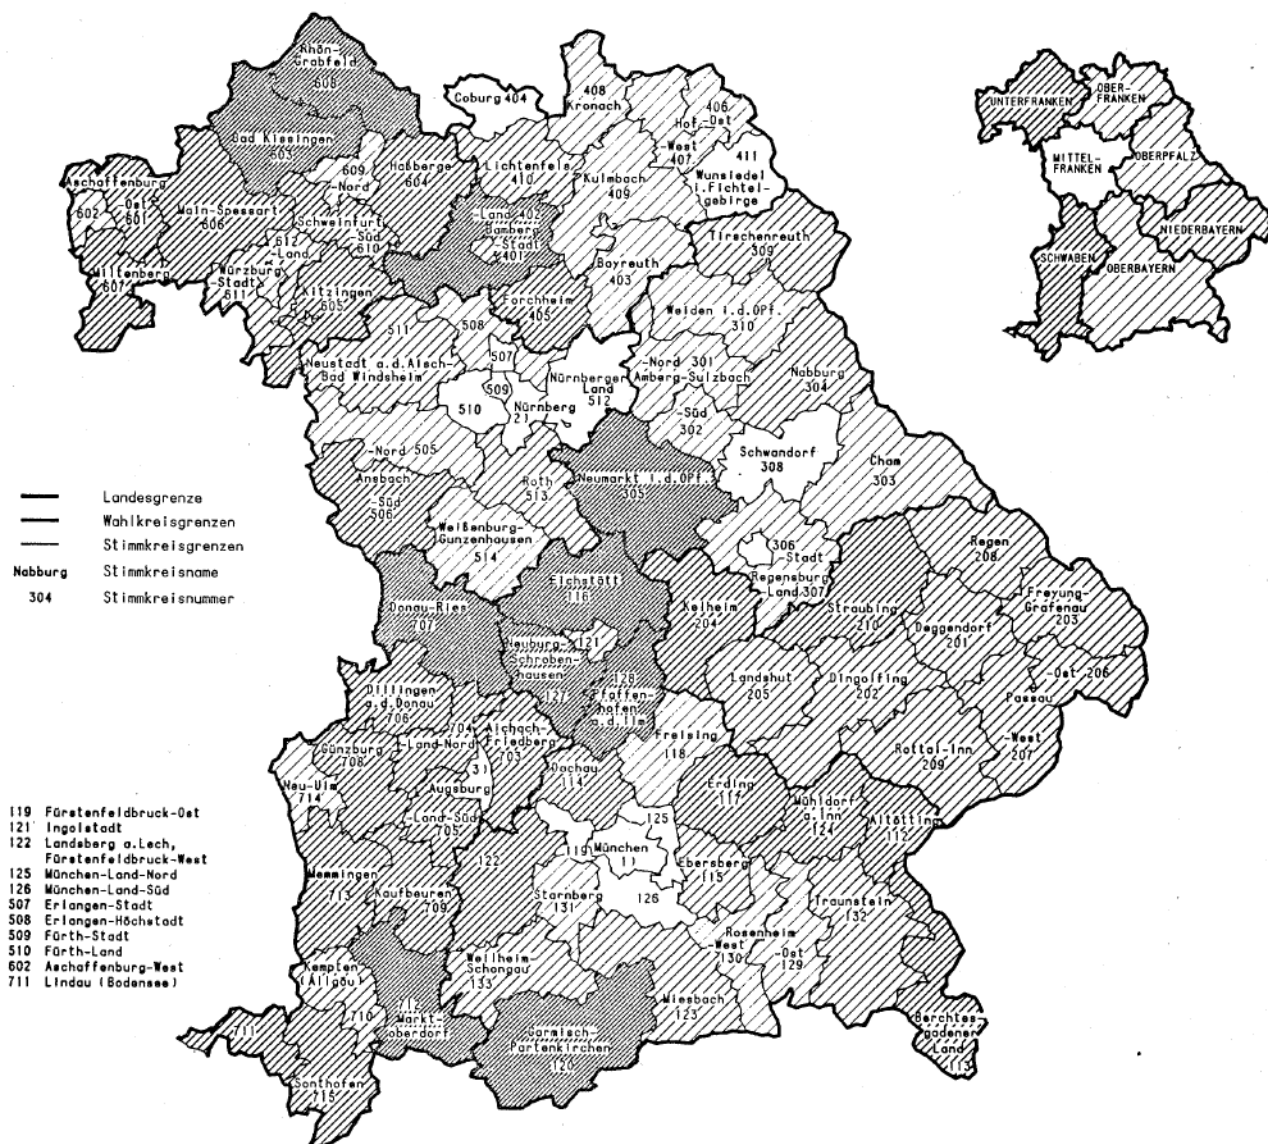 Rhön-
Grabfeld
608
Bad Kissingen
603
Coburg 404
408
Kronach
406
Hof -Ost
-West
407
411
Wunsiedel
i.Fichtel-
gebirge
609
-Nord
Haßberge
604
Lichtenfels
410
Kulmbach
409
Aschaffenburg
602
-Ost
601
Main-Spessart
606
Schweinfurt
-Süd
610
-Land 402
Bamberg
-Stadt
401
612
-Land
Würzburg
-Stadt
611
Miltenberg
607
Kitzingen
605
Bayreuth
403
Tirschenreuth
309
Forchheim
405
Weiden i.d.OPf.
310
511
Neustadt a.d.Aisch-
Bad Windsheim
508
507
509
510
Nürnberg
2)
Nürnberger
Land
512
-Nord 301
Amberg-Sulzbach
-Süd
302
Nabburg
304
Schwandorf
308
Cham
303
-Nord 505
Ansbach
-Süd
506
Roth
513
Neumarkt i.d.OPf.
305
Weißenburg-
Gunzenhausen
514
306
-Stadt
Regensburg
-Land 307
Regen
208
Eichstätt
116
Kelheim
204
Straubing
210
Deggendorf
201
Freyung-
Grafenau
203
Donau-Ries
707
121
Neuburg-
Schroben-
hausen
127
128
Pfaffen-
hofen
a.d.Ilm
Landshut
205
Dingolfing
202
-Ost 206
Passau
-West
207
Dillingen
a.d.Donau
706
704
-Land-Nord
Aichach-
Friedberg
703
Freising
118
Rottal-Inn
209
Günzburg
708
3)
Augsburg
-Land-Süd
705
Dachau
114
Erding
117
Mühldorf
a.Inn
124
Altötting
112
Neu-Ulm
714
125
119
München
1)
126
122
Ebersberg
115
Starnberg
131
Memmingen
713
Kaufbeuren
709
Traunstein
132
Rosenheim
-West
130
-Ost
129
Weilheim-
Schongau
133
Kempten
(Allgäu)
710
712
Markt-
oberdorf
Miesbach
123
Garmisch-
Partenkirchen
120
Berchtes-
gadener
Land
113
711
Sonthofen
715
UNTERFRANKEN
OBER-
FRANKEN
MITTEL-
FRANKEN
OBERPFALZ
NIEDERBAYERN
SCHWABEN
OBERBAYERN
Landesgrenze
Wahlkreisgrenzen
Stimmkreisgrenzen
Nabburg Stimmkreisname
304 Stimmkreisnummer
119 Fürstenfeldbruck-Ost
121 Ingolstadt
122 Landsberg a.Lech,
Fürstenfeldbruck-West
125 München-Land-Nord
126 München-Land-Süd
507 Erlangen-Stadt
508 Erlangen-Höchstadt
509 Fürth-Stadt
510 Fürth-Land
602 Aschaffenburg-West
711 Lindau (Bodensee)